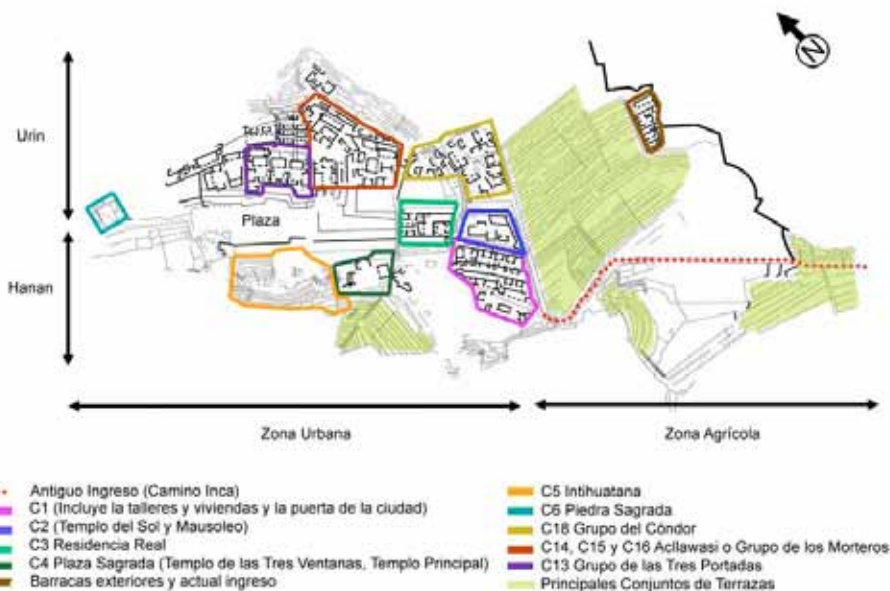 N
Urin
Plaza
Hanan
Zona Urbana
Zona Agrícola
Antiguo Ingreso (Camino Inca)
C1 (Incluye la talleres y viviendas y la puerta de la ciudad)
C2 (Templo del Sol y Mausoleo)
C3 Residencia Real
C4 Plaza Sagrada (Templo de las Tres Ventanas, Templo Principal)
Barracas exteriores y actual ingreso
C5 Intihuatana
C6 Piedra Sagrada
C18 Grupo del Cóndor
C14, C15 y C16 Acllawasi o Grupo de los Morteros
C13 Grupo de las Tres Portadas
Principales Conjuntos de Terrazas